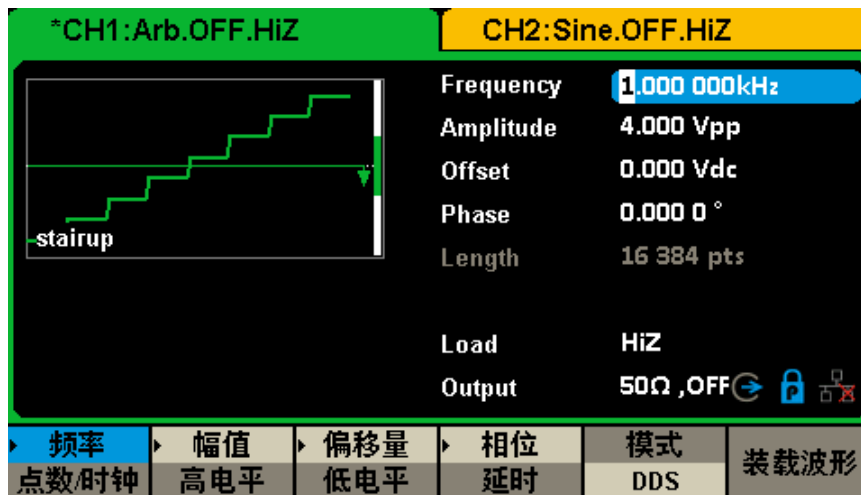 *CH1:Arb.OFF.HiZ CH2:Sine.OFF.HiZ
Frequency 1.000 000kHz
Amplitude 4.000 Vpp
Offset 0.000 Vdc
Phase 0.000 0 °
stairup
Length 16 384 pts
Load HiZ
Output 50Ω ,OFF
P
频率 幅值 偏移量 相位 模式 装载波形
点数/时钟 高电平 低电平 延时 DDS